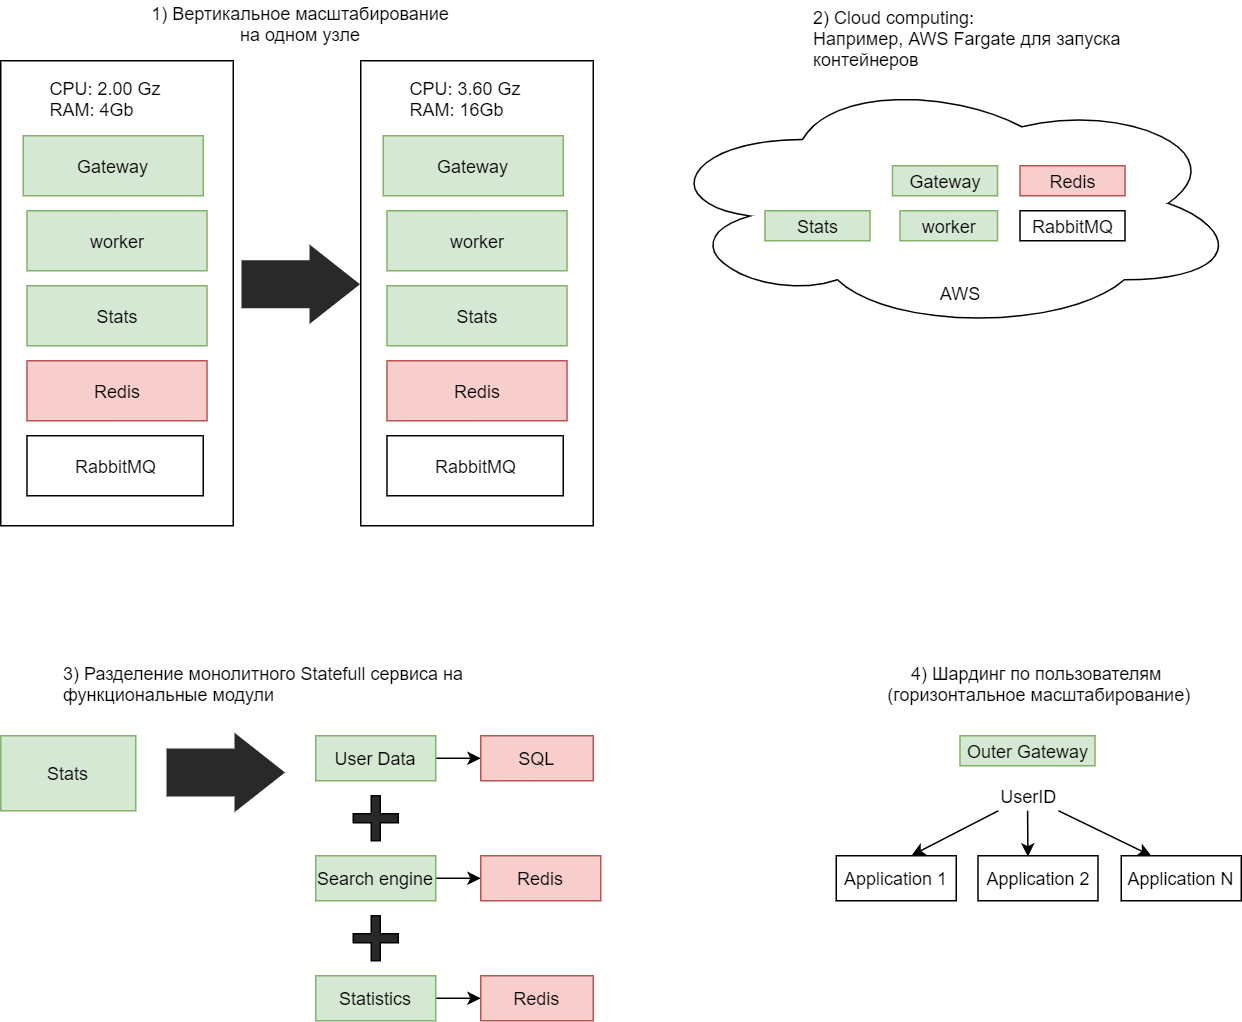 1) Вертикальное масштабирование
на одном узле
CPU: 2.00 Gz
RAM: 4Gb
Gateway
worker
Stats
Redis
RabbitMQ
CPU: 3.60 Gz
RAM: 16Gb
Gateway
worker
Stats
Redis
RabbitMQ
2) Cloud computing:
Например, AWS Fargate для запуска
контейнеров
Gateway
Redis
Stats
worker
RabbitMQ
AWS
3) Разделение монолитного Statefull сервиса на
функциональные модули
Stats
User Data
SQL
Search engine
Redis
Statistics
Redis
4) Шардинг по пользователям
(горизонтальное масштабирование)
Outer Gateway
UserID
Application 1
Application 2
Application N